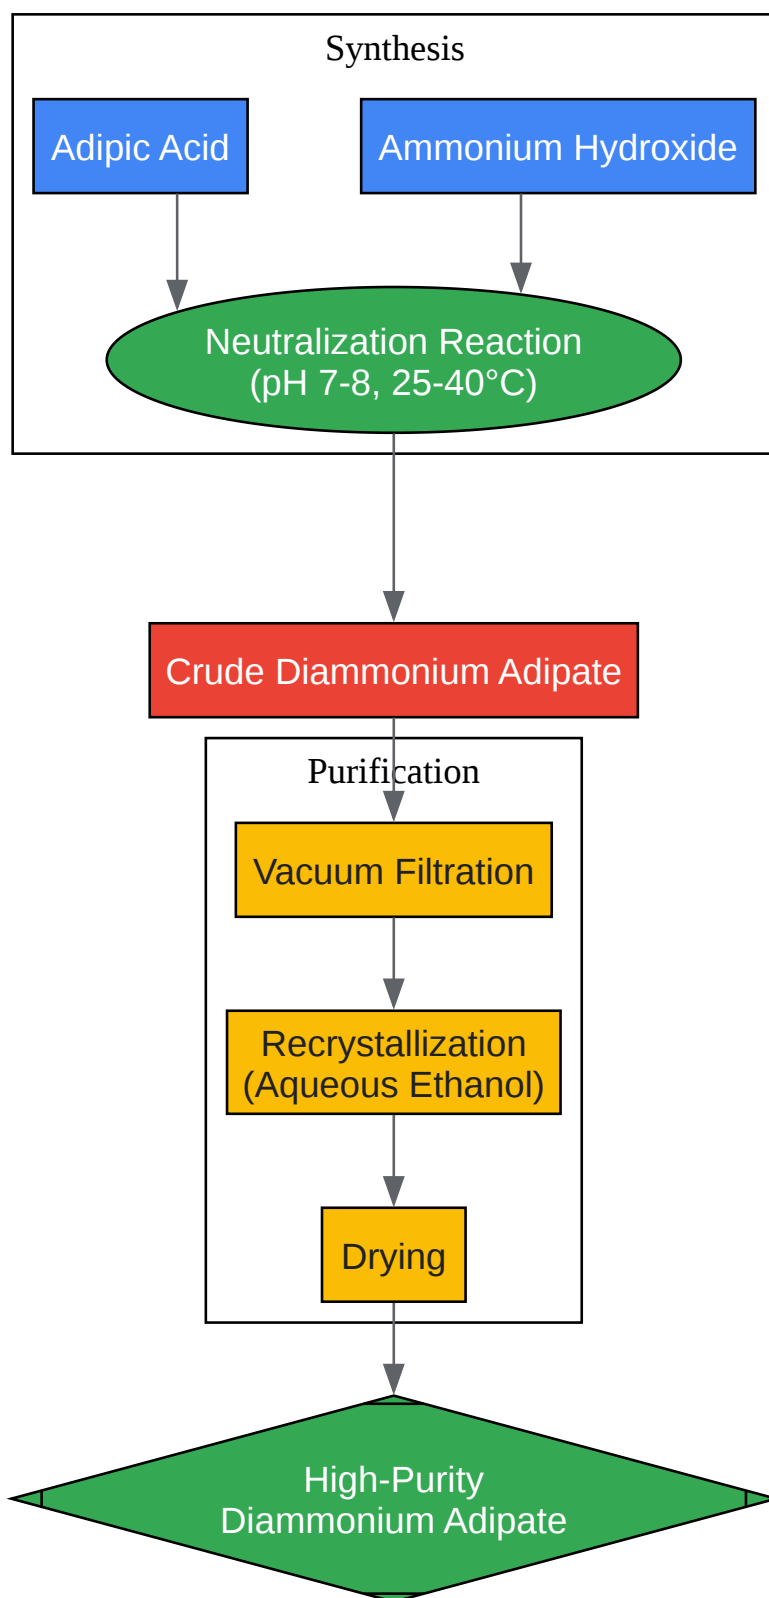 Synthesis
Adipic Acid
Ammonium Hydroxide
Neutralization Reaction
(pH 7-8, 25-40°C)
Crude Diammonium Adipate
Purification
Vacuum Filtration
Recrystallization
(Aqueous Ethanol)
Drying
High-Purity
Diammonium Adipate